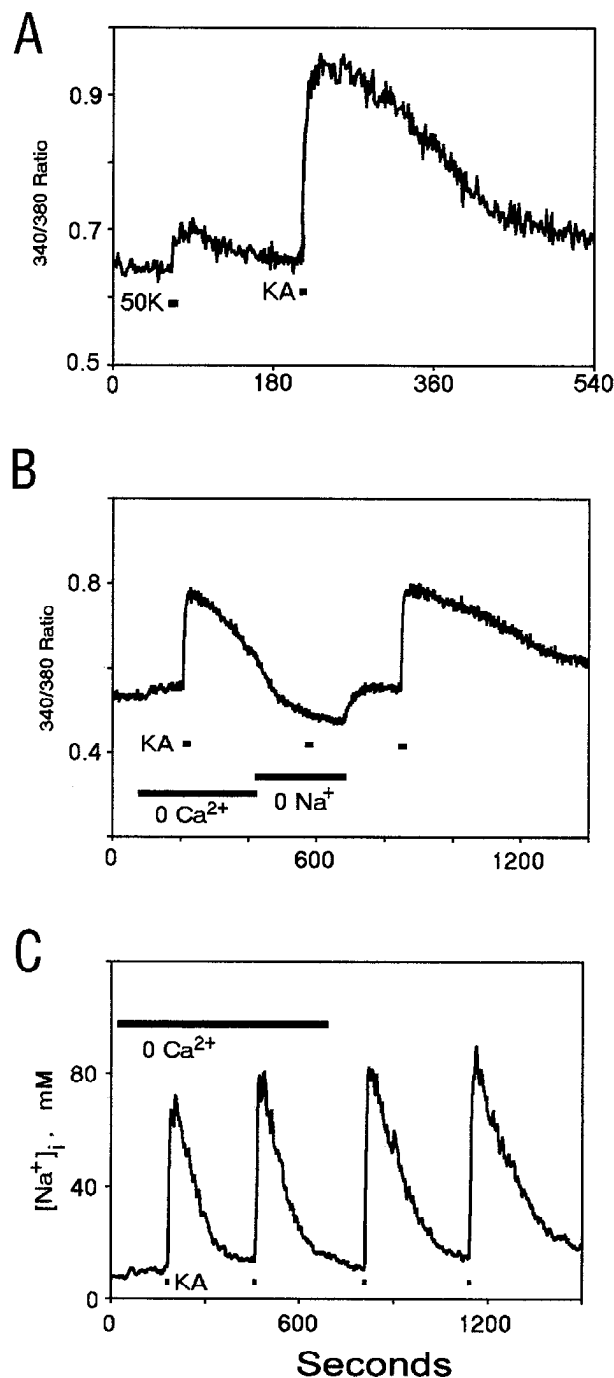 A
0.9
340/380 Ratio
0.7
50K
KA
0.5
0
180
360
540
B
0.8
340/380 Ratio
KA
0.4
0 Na+
0 Ca2+
0
600
1200
C
0 Ca2+
80
[Na+]i , mM
40
KA
0
0
600
1200
Seconds